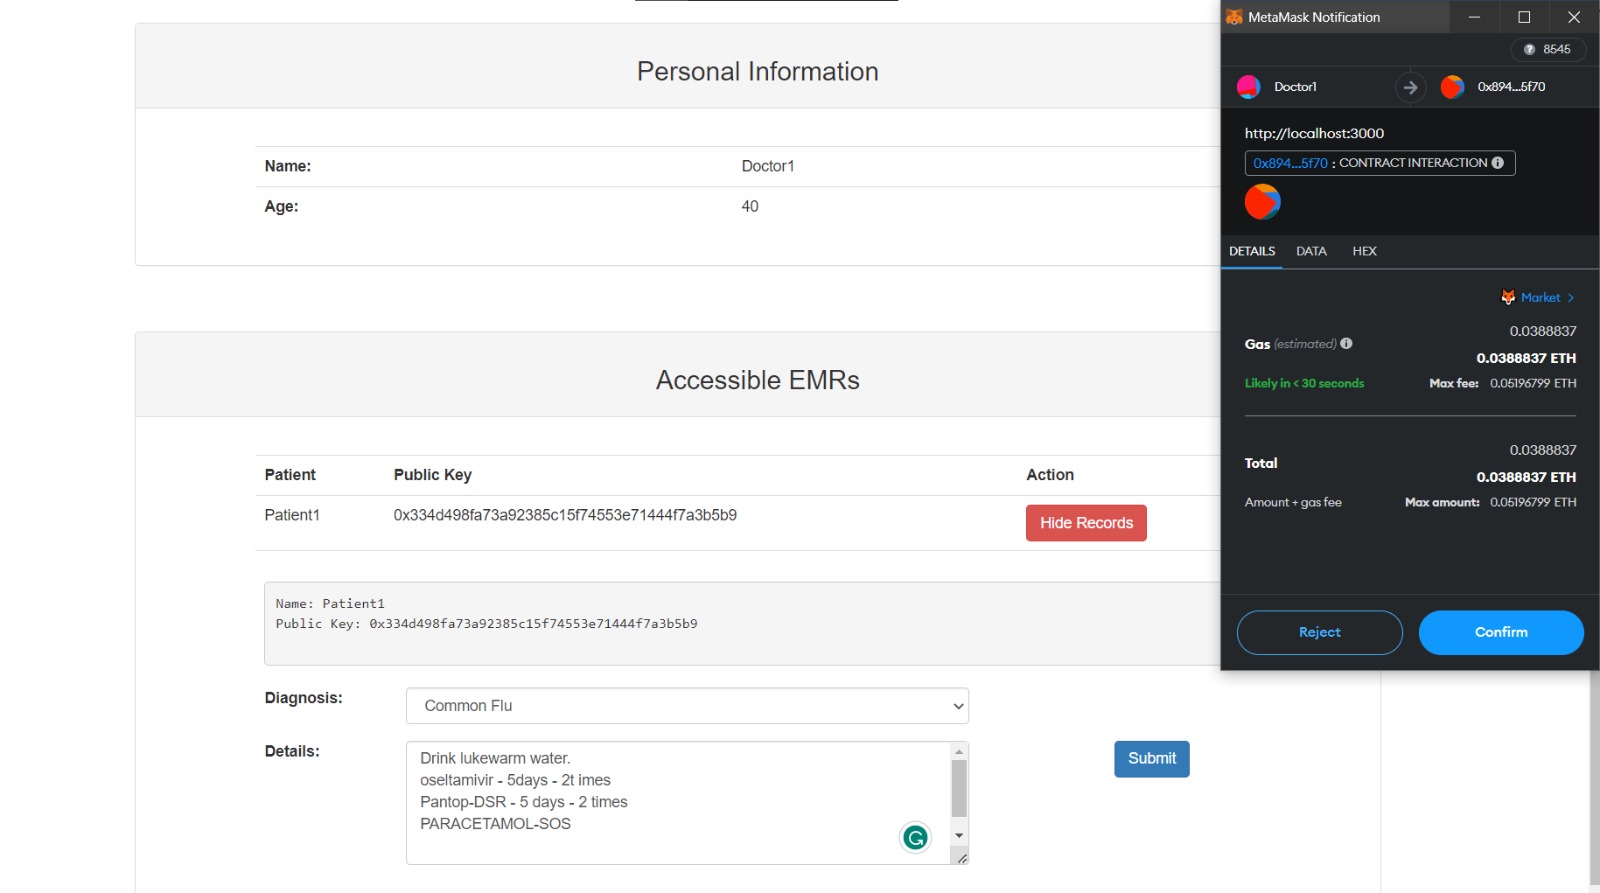 Personal Information
Name: Doctor1
Age: 40
Accessible EMRs
Patient Public Key Action
Patient1 0x334d498fa73a92385c15f74553e71444f7a3b5b9 Hide Records
Name: Patient1
Public Key: 0x334d498fa73a92385c15f74553e71444f7a3b5b9
Diagnosis: Common Flu
Details:
Drink lukewarm water.
oseltamivir - 5days - 2t imes
Pantop-DSR - 5 days - 2 times
PARACETAMOL-SOS
Submit
MetaMask Notification
8545
Doctor1 0x894...5f70
http://localhost:3000
0x894...5f70 : CONTRACT INTERACTION
DETAILS DATA HEX
Market >
0.0388837
Gas (estimated) 0.0388837 ETH
Likely in < 30 seconds Max fee: 0.05196799 ETH
0.0388837
Total 0.0388837 ETH
Amount + gas fee Max amount: 0.05196799 ETH
Reject Confirm